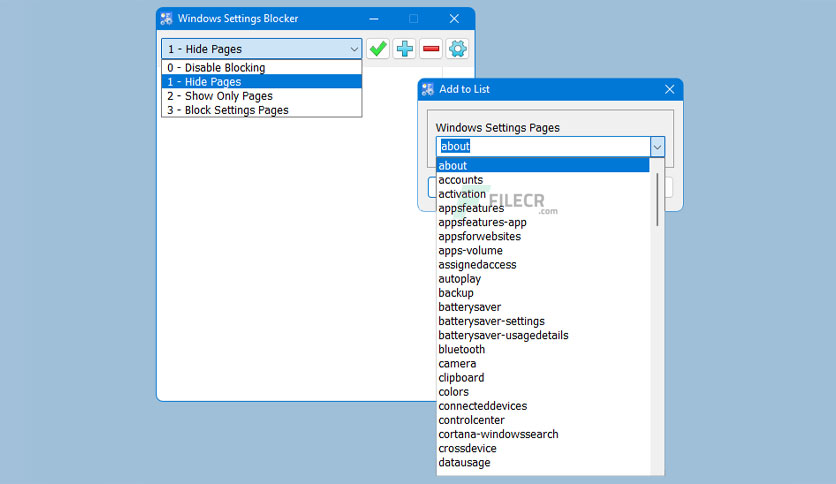 Windows Settings Blocker
1 - Hide Pages
0 - Disable Blocking
1 - Hide Pages
2 - Show Only Pages
3 - Block Settings Pages
Add to List
Windows Settings Pages
about
about
accounts
activation
appsfeatures
FILECR
.com
appsfeatures-app
appsforwebsites
apps-volume
assignedaccess
autoplay
backup
batterysaver
batterysaver-settings
batterysaver-usagedetails
bluetooth
camera
clipboard
colors
connecteddevices
controlcenter
cortana-windowssearch
crossdevice
datausage